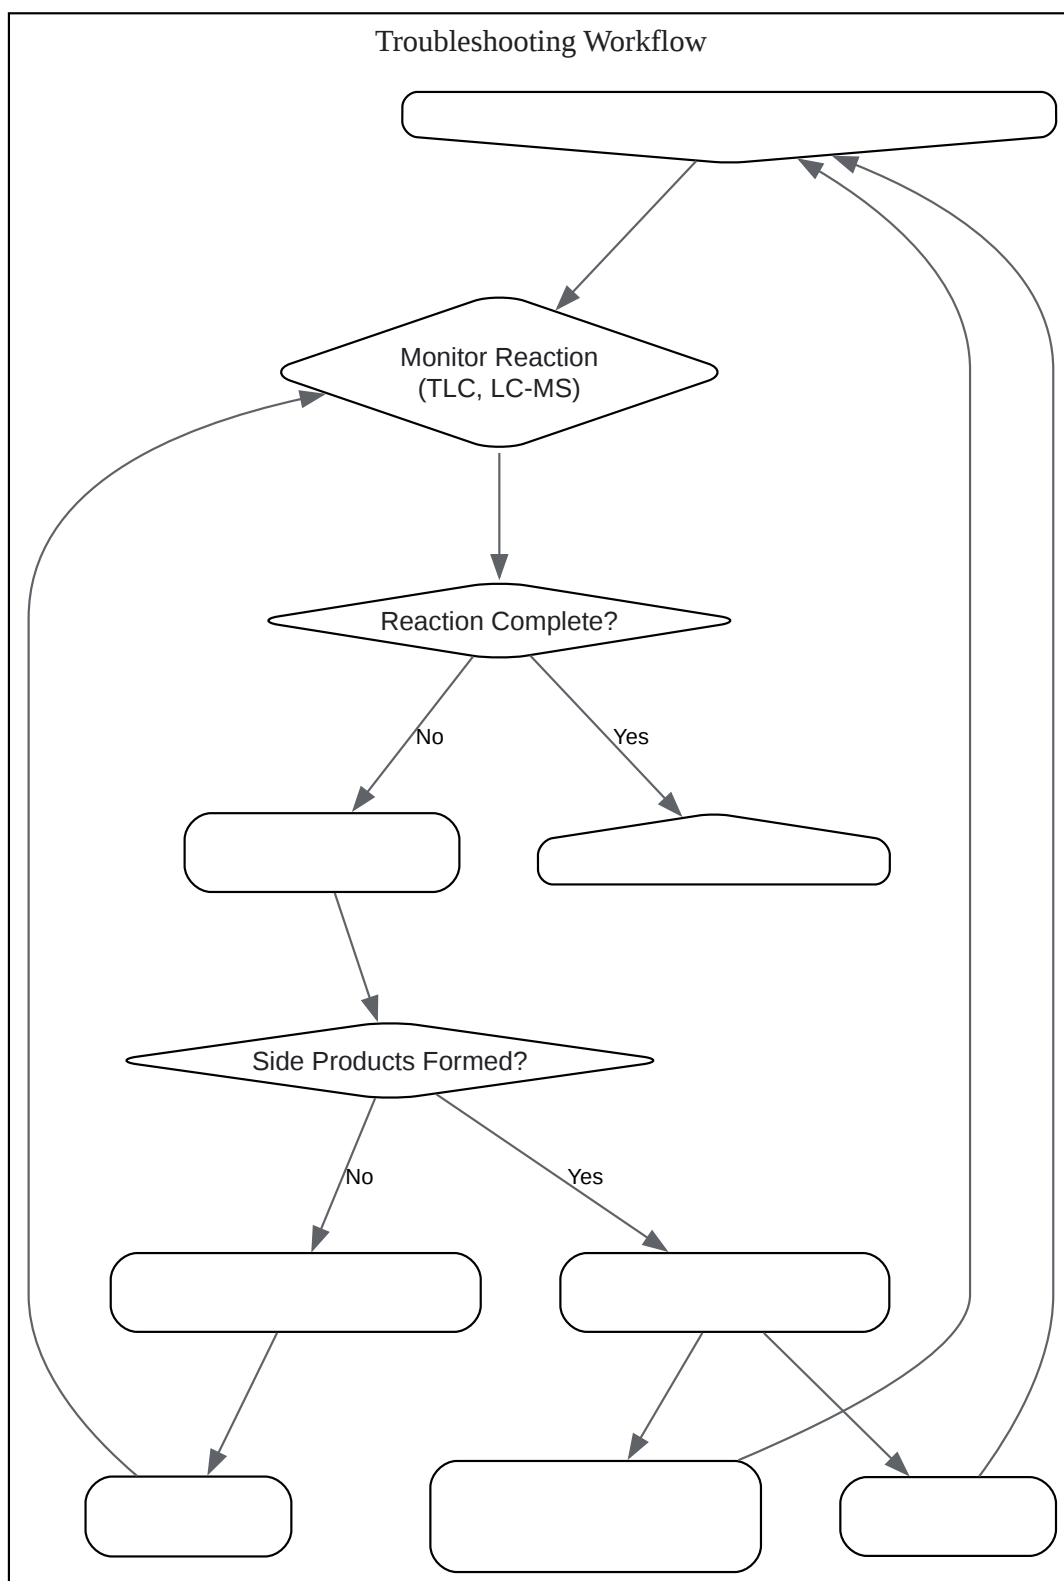 Troubleshooting Workflow
Monitor Reaction
(TLC, LC-MS)
Reaction Complete?
No
Yes
Side Products Formed?
No
Yes